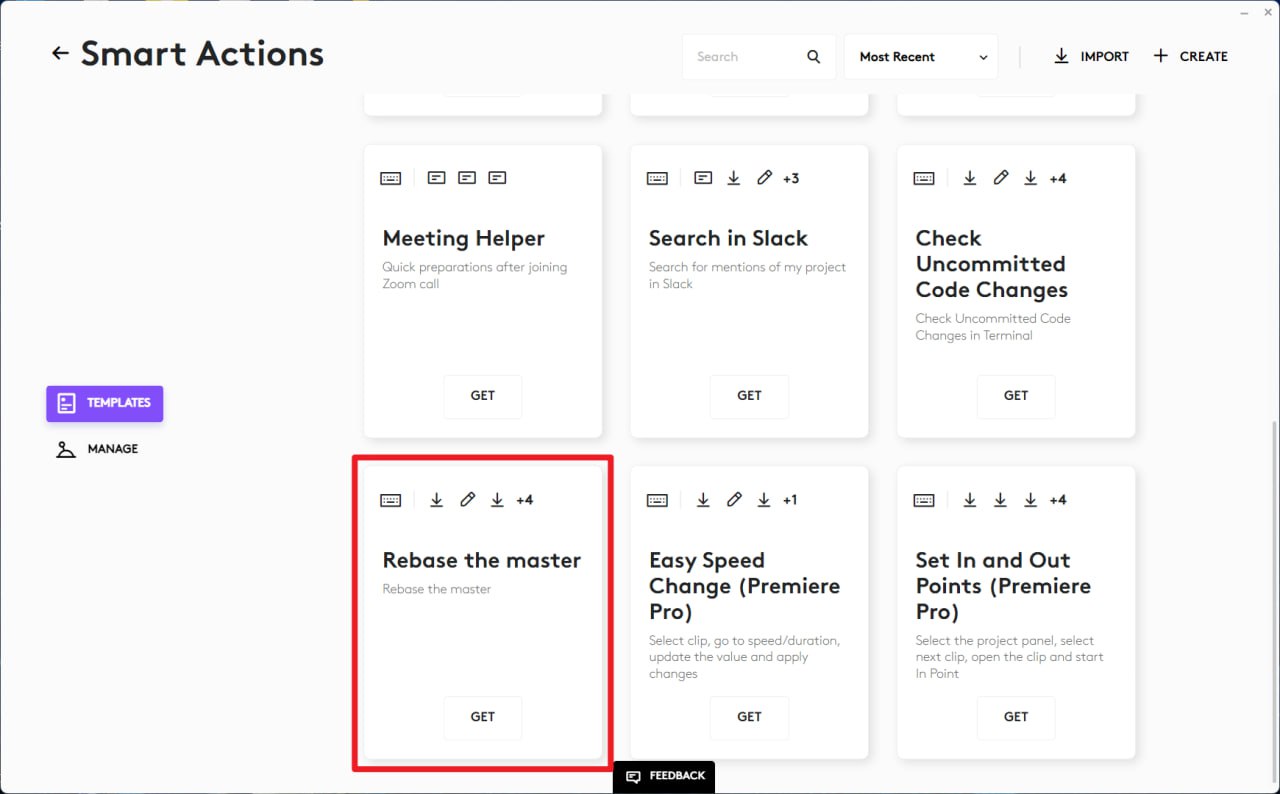 Smart Actions
Search
Most Recent
IMPORT
CREATE
TEMPLATES
MANAGE
Meeting Helper
Quick preparations after joining
Zoom call
GET
+3
Search in Slack
Search for mentions of my project
in Slack
GET
+4
Check
Uncommitted
Code Changes
Check Uncommitted Code
Changes in Terminal
GET
+4
Rebase the master
Rebase the master
GET
+1
Easy Speed
Change (Premiere
Pro)
Select clip, go to speed/duration,
update the value and apply
changes
GET
+4
Set In and Out
Points (Premiere
Pro)
Select the project panel, select
next clip, open the clip and start
In Point
GET
FEEDBACK